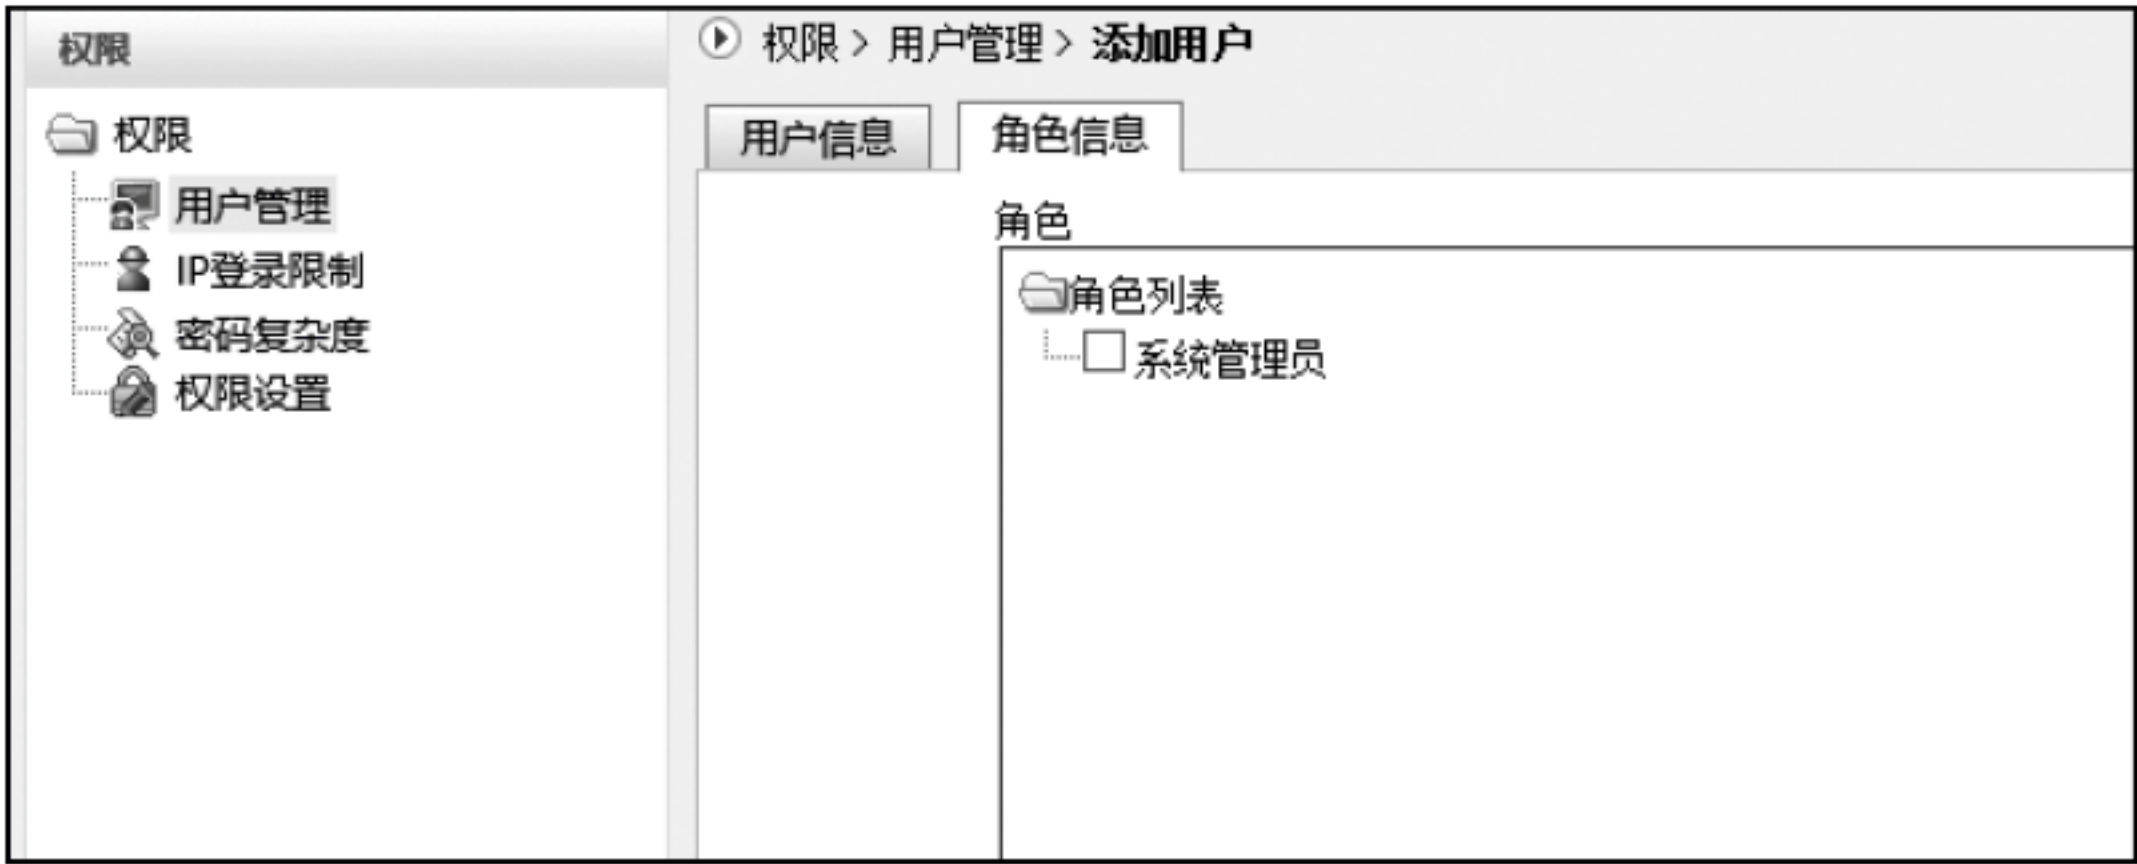 权限
权限
用户管理
IP登录限制
密码复杂度
权限设置
权限 > 用户管理 > 添加用户
用户信息 角色信息
角色
角色列表
系统管理员